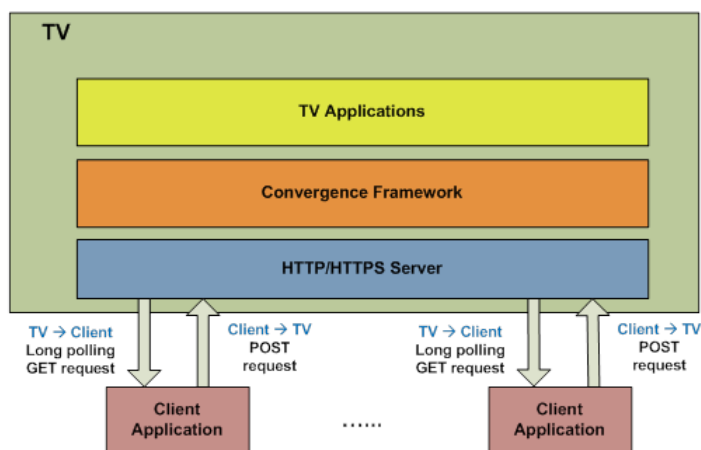 TV
TV Applications
Convergence Framework
HTTP/HTTPS Server
TV → Client
Long polling
GET request
Client → TV
POST
request
TV → Client
Long polling
GET request
Client → TV
POST
request
Client
Application
......
Client
Application